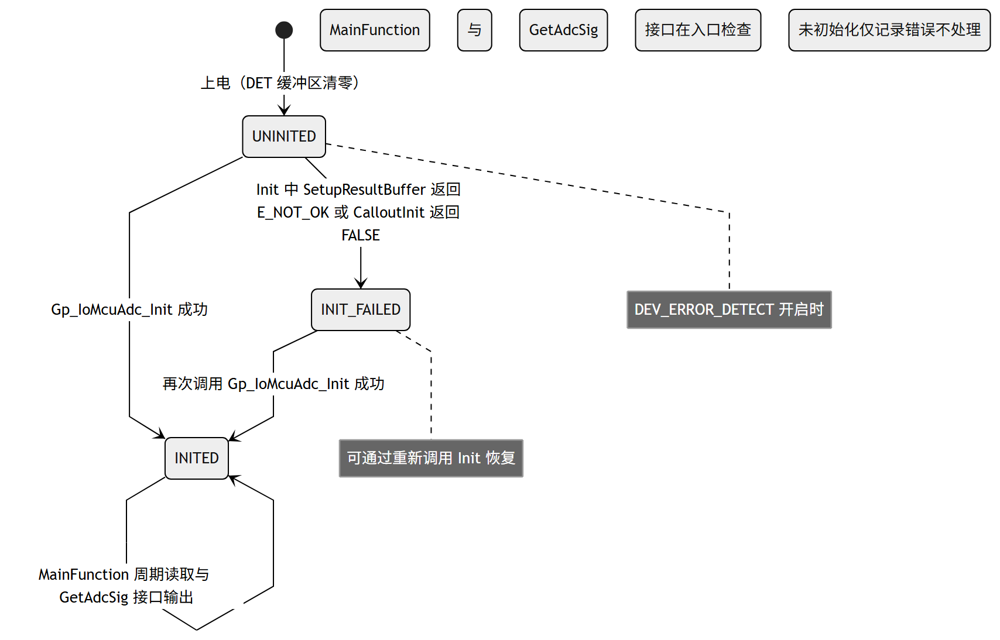 MainFunction
与
GetAdcSig
接口在入口检查
未初始化仅记录错误不处理
上电（DET 缓冲区清零）
UNINITED
Init 中 SetupResultBuffer 返回
E_NOT_OK 或 CalloutInit 返回
FALSE
Gp_IoMcuAdc_Init 成功
INIT_FAILED
DEV_ERROR_DETECT 开启时
再次调用 Gp_IoMcuAdc_Init 成功
INITED
可通过重新调用 Init 恢复
MainFunction 周期读取与
GetAdcSig 接口输出